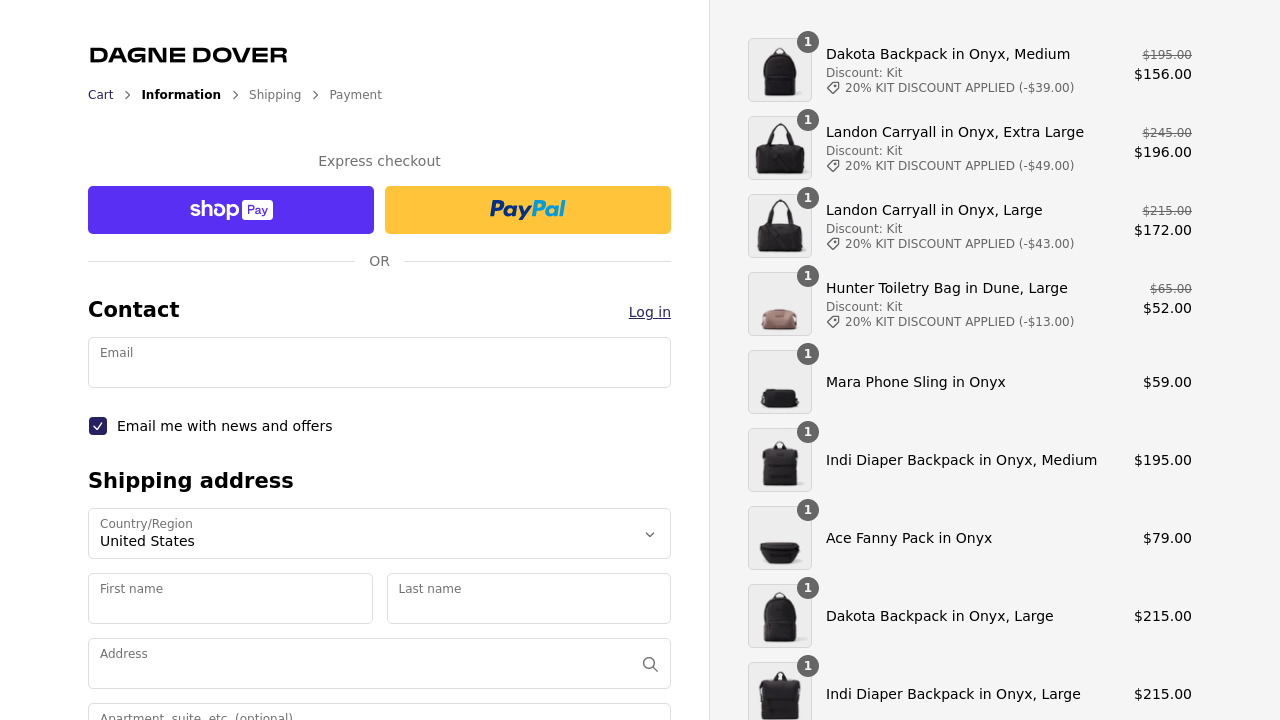 DAGNE DOVER
Cart > Information > Shipping > Payment
Express checkout
shop Pay
PayPal
OR
Contact
Log in
Email
Email me with news and offers
Shipping address
Country/Region
United States
First name
Last name
Address
Apartment, suite, etc. (optional)
1
Dakota Backpack in Onyx, Medium
$195.00
Discount: Kit
$156.00
20% KIT DISCOUNT APPLIED (-$39.00)
1
Landon Carryall in Onyx, Extra Large
$245.00
Discount: Kit
$196.00
20% KIT DISCOUNT APPLIED (-$49.00)
1
Landon Carryall in Onyx, Large
$215.00
Discount: Kit
$172.00
20% KIT DISCOUNT APPLIED (-$43.00)
1
Hunter Toiletry Bag in Dune, Large
$65.00
Discount: Kit
$52.00
20% KIT DISCOUNT APPLIED (-$13.00)
1
Mara Phone Sling in Onyx
$59.00
1
Indi Diaper Backpack in Onyx, Medium
$195.00
1
Ace Fanny Pack in Onyx
$79.00
1
Dakota Backpack in Onyx, Large
$215.00
1
Indi Diaper Backpack in Onyx, Large
$215.00